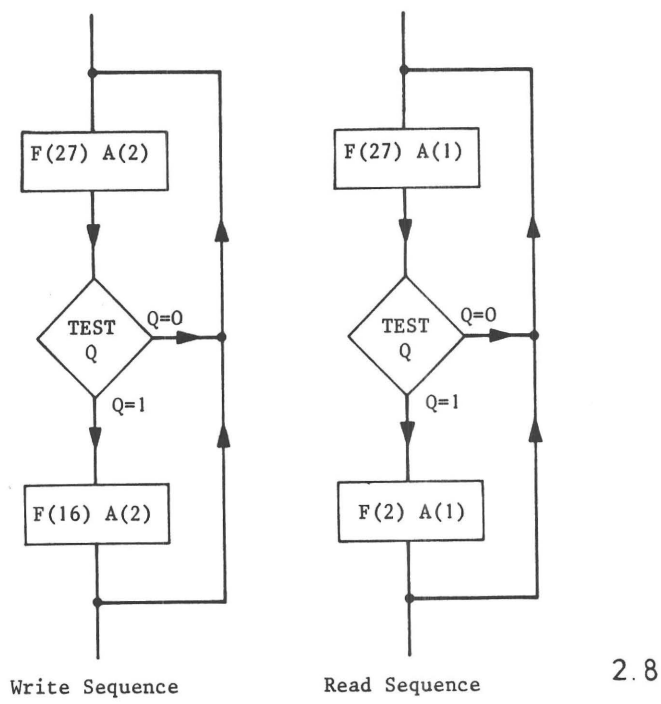 F(27) A(2)
TEST
Q
Q=0
Q=1
F(16) A(2)
Write Sequence
F(27) A(1)
TEST
Q
Q=0
Q=1
F(2) A(1)
Read Sequence
2.8